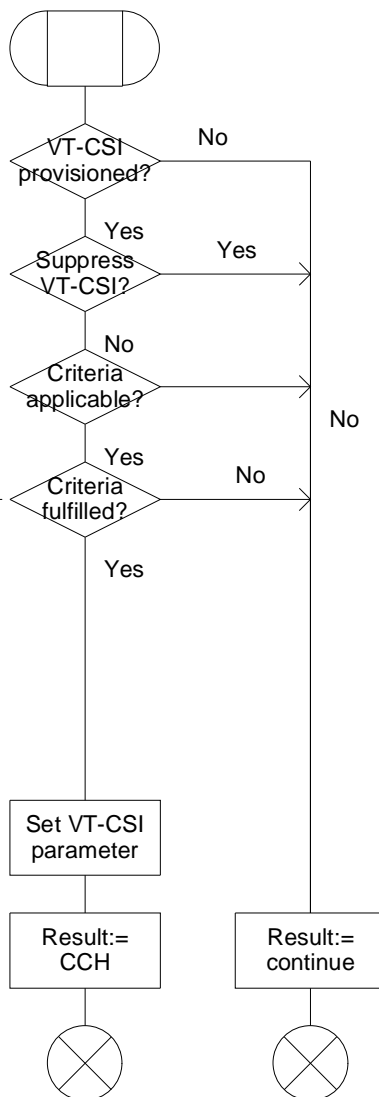 VT-CSI
provisioned?
No
Yes
Suppress
VT-CSI?
Yes
No
Criteria
applicable?
No
Yes
Criteria
fulfilled?
No
Yes
Set VT-CSI
parameter
Result:=
CCH
Result:=
continue